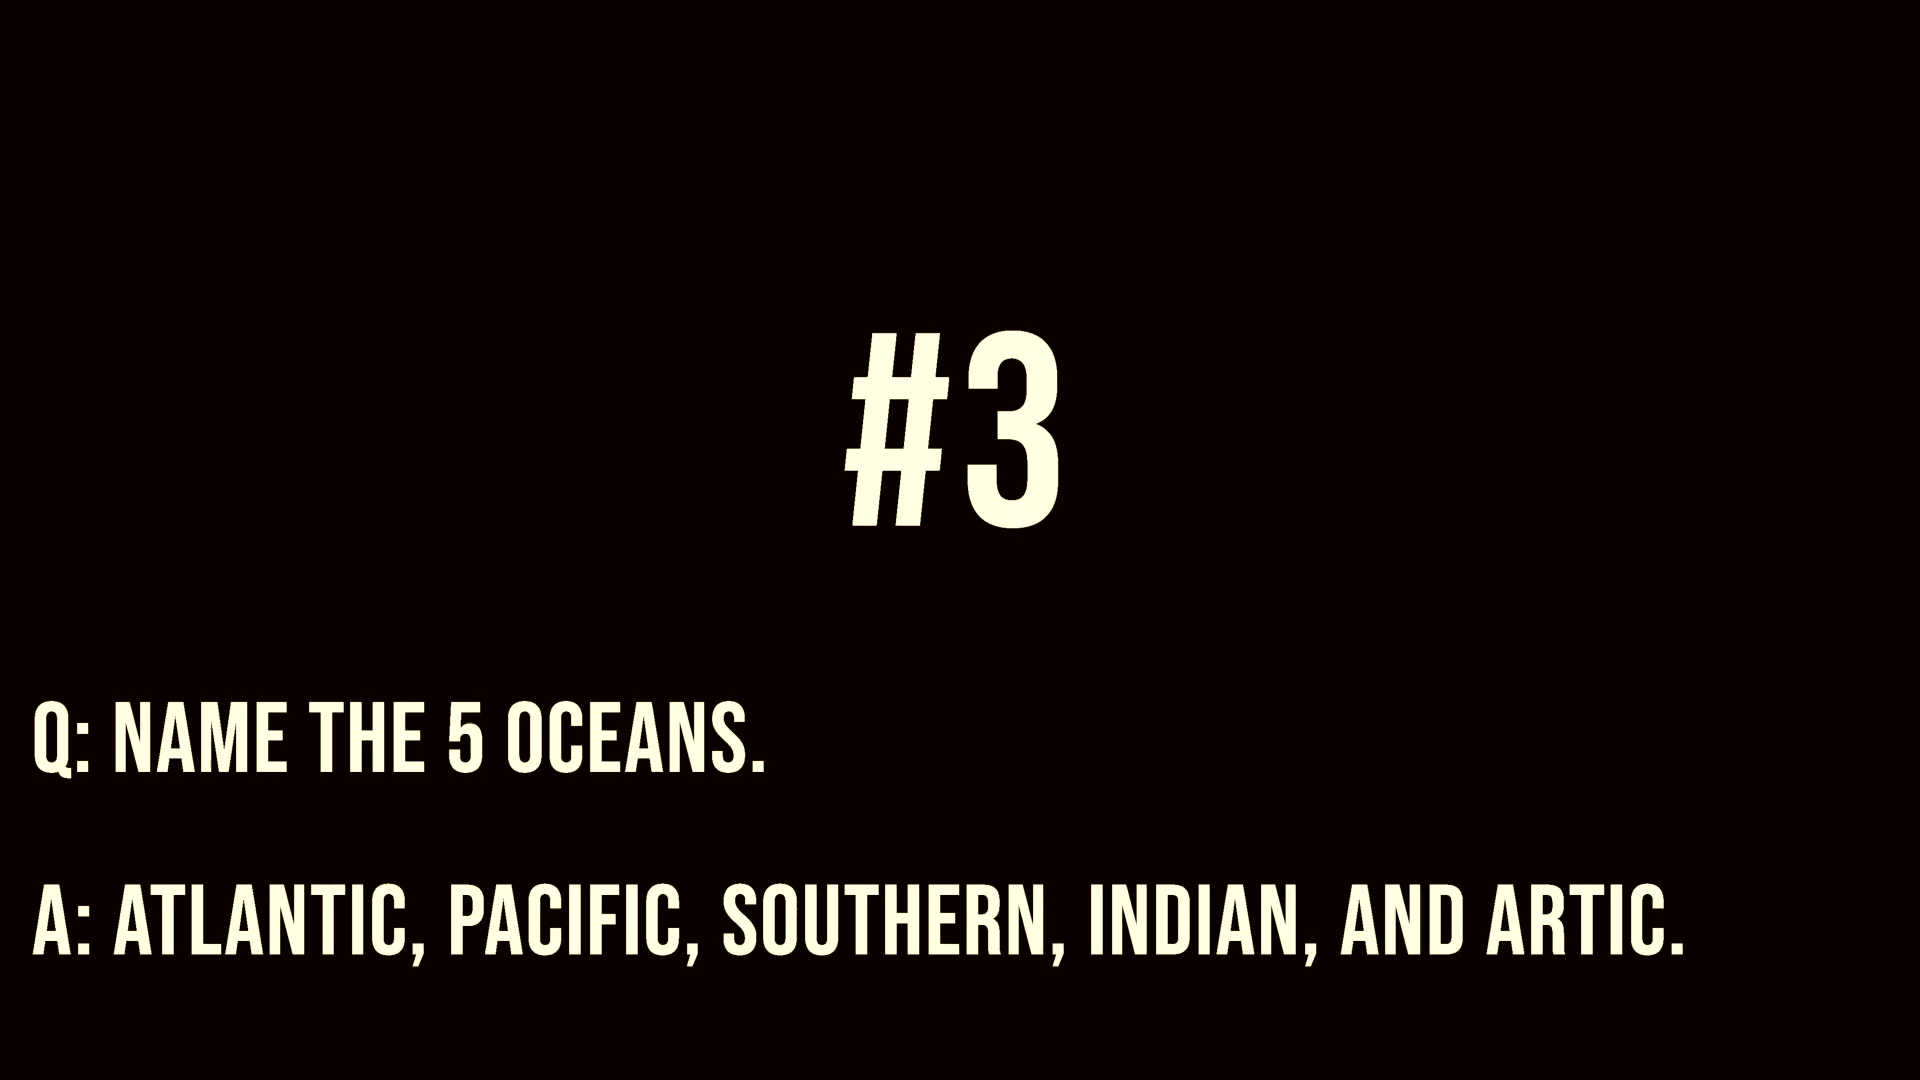 #3
Q: NAME THE 5 OCEANS.
A: ATLANTIC, PACIFIC, SOUTHERN, INDIAN, AND ARTIC.